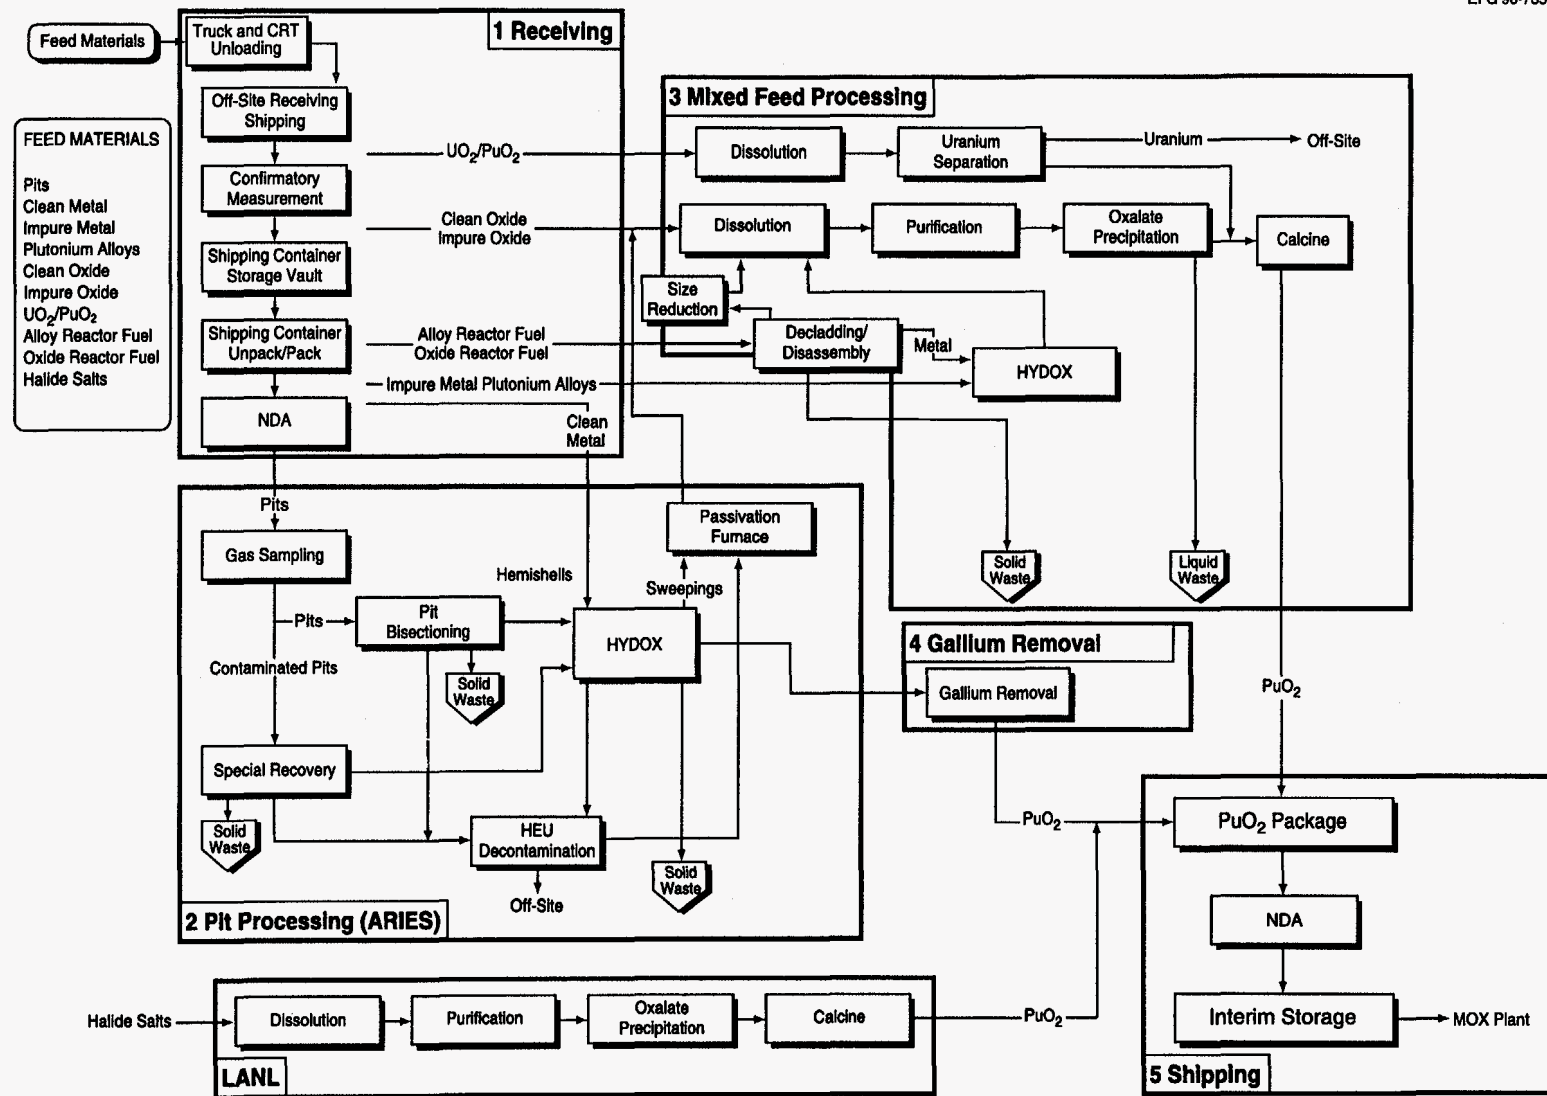 Feed Materials
FEED MATERIALS
Pits
Clean Metal
Impure Metal
Plutonium Alloys
Clean Oxide
Impure Oxide
UO₂/PuO₂
Alloy Reactor Fuel
Oxide Reactor Fuel
Halide Salts
1 Receiving
Truck and CRT
Unloading
Off-Site Receiving
Shipping
Confirmatory
Measurement
Shipping Container
Storage Vault
Shipping Container
Unpack/Pack
NDA
UO₂/PuO₂
Clean Oxide
Impure Oxide
Alloy Reactor Fuel
Oxide Reactor Fuel
Impure Metal Plutonium Alloys
Clean
Metal
3 Mixed Feed Processing
Dissolution
Uranium
Separation
Uranium
Off-Site
Dissolution
Purification
Oxalate
Precipitation
Calcine
Size
Reduction
Decladding/
Disassembly
Metal
HYDOX
Solid
Waste
Liquid
Waste
PuO₂
Pits
Gas Sampling
Pits
Pit
Bisectioning
Hemishells
HYDOX
Sweepings
Passivation
Furnace
Contaminated Pits
Solid
Waste
Special Recovery
Solid
Waste
HEU
Decontamination
Off-Site
Solid
Waste
2 Pit Processing (ARIES)
4 Gallium Removal
Gallium Removal
PuO₂
Halide Salts
Dissolution
Purification
Oxalate
Precipitation
Calcine
PuO₂
LANL
PuO₂ Package
NDA
Interim Storage
MOX Plant
5 Shipping